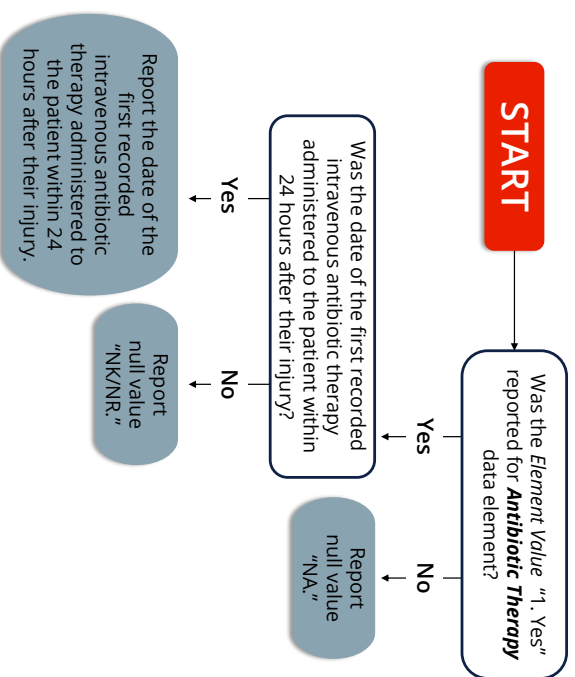 START
Was the Element Value “1. Yes”
reported for Antibiotic Therapy
data element?
Yes
No
Was the date of the first recorded
intravenous antibiotic therapy
administered to the patient within
24 hours after their injury?
Report
null value
“NA.”
Yes
No
Report the date of the
first recorded
intravenous antibiotic
therapy administered to
the patient within 24
hours after their injury.
Report
null value
“NK/NR.”